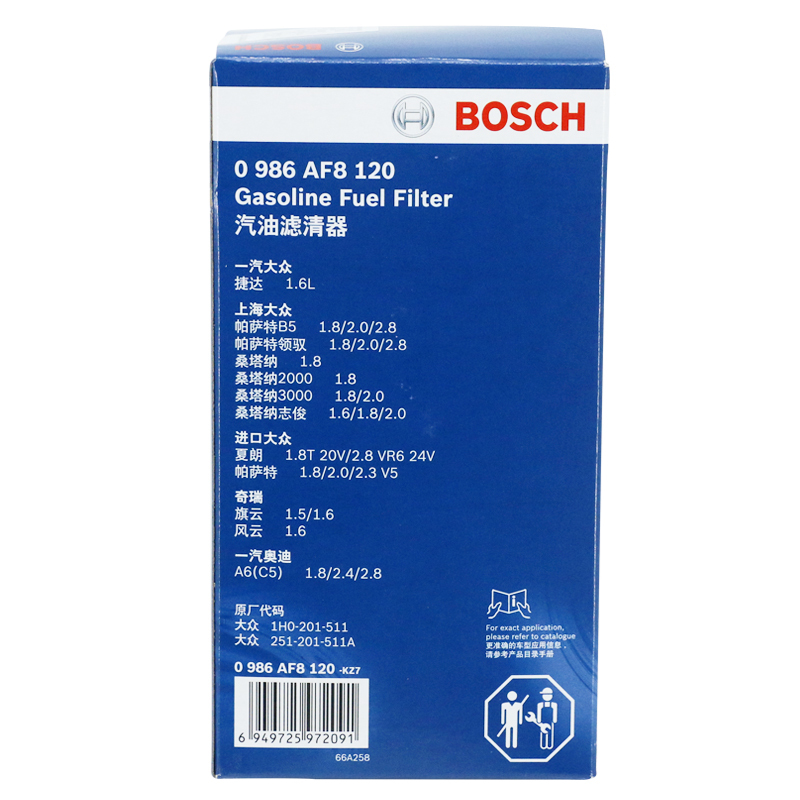 BOSCH
BOSCH
0 986 AF8 120
Gasoline Fuel Filter
汽油滤清器
一汽大众
捷达 1.6L
上海大众
帕萨特B5 1.8/2.0/2.8
帕萨特领驭 1.8/2.0/2.8
桑塔纳 1.8
桑塔纳2000 1.8
桑塔纳3000 1.8/2.0
桑塔纳志俊 1.6/1.8/2.0
进口大众
夏朗 1.8T 20V/2.8 VR6 24V
帕萨特 1.8/2.0/2.3 V5
奇瑞
旗云 1.5/1.6
风云 1.6
一汽奥迪
A6(C5) 1.8/2.4/2.8
原厂代码
大众 1H0-201-511
大众 251-201-511A
0 986 AF8 120 -KZ7
6 949725 972091
66A258
For exact application,
please refer to catalogue
更准确的车型应用信息，
请参考产品目录手册